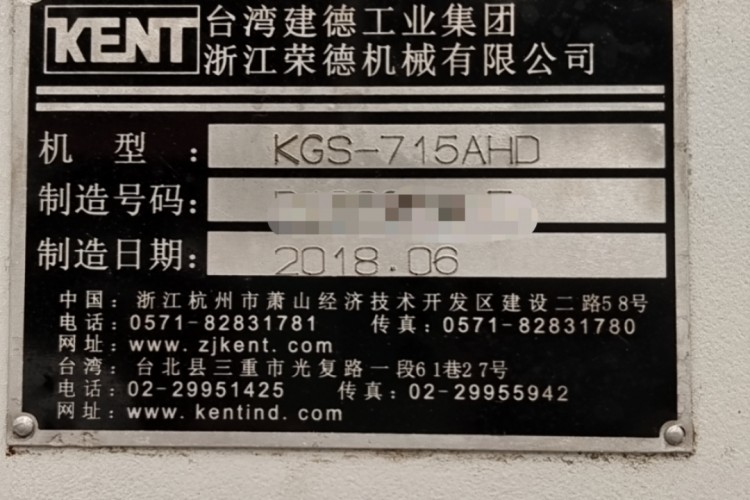 KENT 台湾建德工业集团
浙江荣德机械有限公司
机 型 : KGS-715AHD
制造号码:
制造日期: 2018.06
中国: 浙江杭州市萧山经济技术开发区建设二路58号
电话: 0571-82831781 传真: 0571-82831780
网址: www.zjkent.com
台湾: 台北县三重市光复路一段61巷27号
电话: 02-29951425 传真: 02-29955942
网址: www.kentind.com